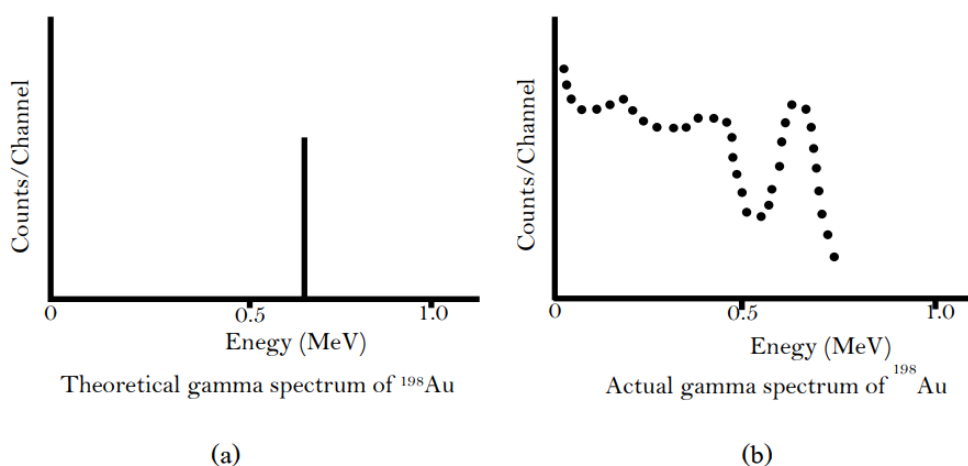 Counts/Channel
0
0.5
1.0
Enegy (MeV)
Theoretical gamma spectrum of ¹⁹⁸Au
(a)
Counts/Channel
0
0.5
1.0
Enegy (MeV)
Actual gamma spectrum of ¹⁹⁸Au
(b)